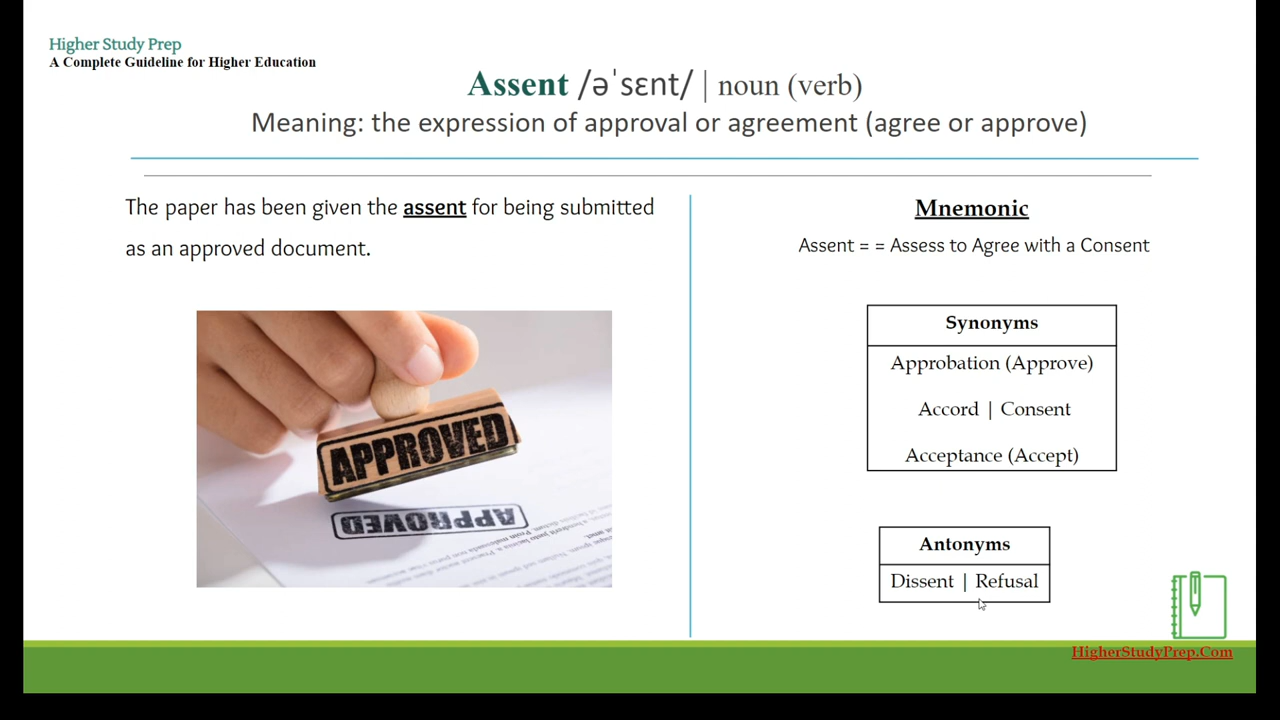 Higher Study Prep
A Complete Guideline for Higher Education
Assent /əˈsɛnt/ | noun (verb)
Meaning: the expression of approval or agreement (agree or approve)
The paper has been given the assent for being submitted
as an approved document.
APPROVED
APPROVED
Mnemonic
Assent = = Assess to Agree with a Consent
Synonyms
Approbation (Approve)
Accord | Consent
Acceptance (Accept)
Antonyms
Dissent | Refusal
HigherStudyPrep.Com